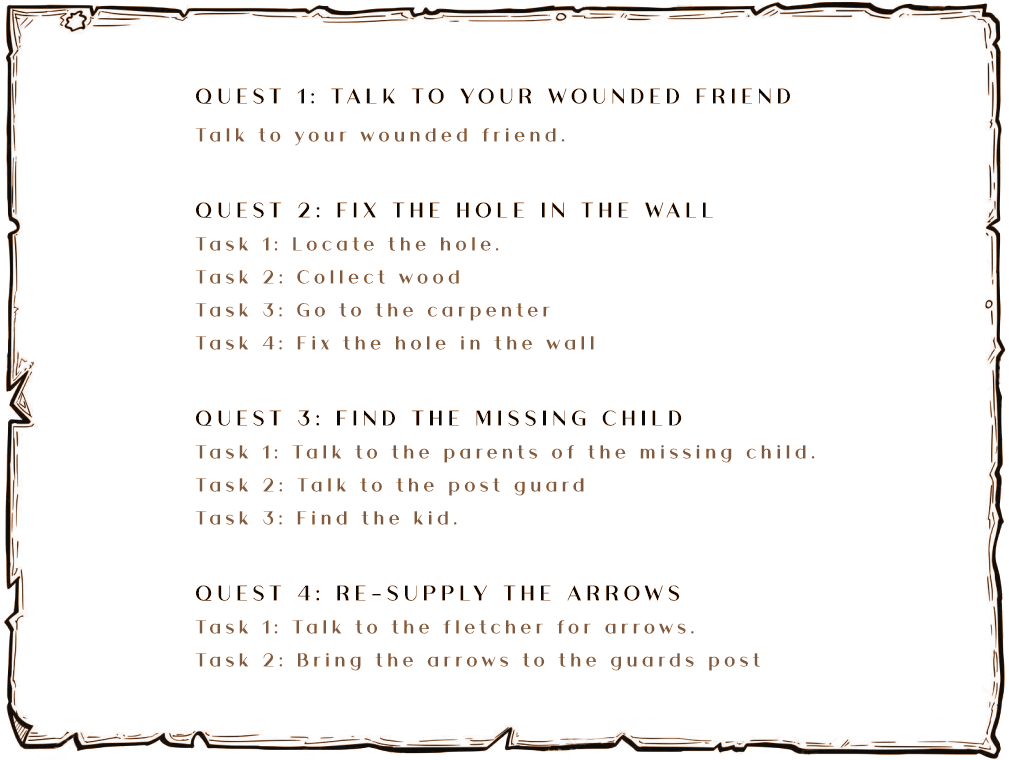 QUEST 1: TALK TO YOUR WOUNDED FRIEND
Talk to your wounded friend.
QUEST 2: FIX THE HOLE IN THE WALL
Task 1: Locate the hole.
Task 2: Collect wood
Task 3: Go to the carpenter
Task 4: Fix the hole in the wall
QUEST 3: FIND THE MISSING CHILD
Task 1: Talk to the parents of the missing child.
Task 2: Talk to the post guard
Task 3: Find the kid.
QUEST 4: RE-SUPPLY THE ARROWS
Task 1: Talk to the fletcher for arrows.
Task 2: Bring the arrows to the guards post